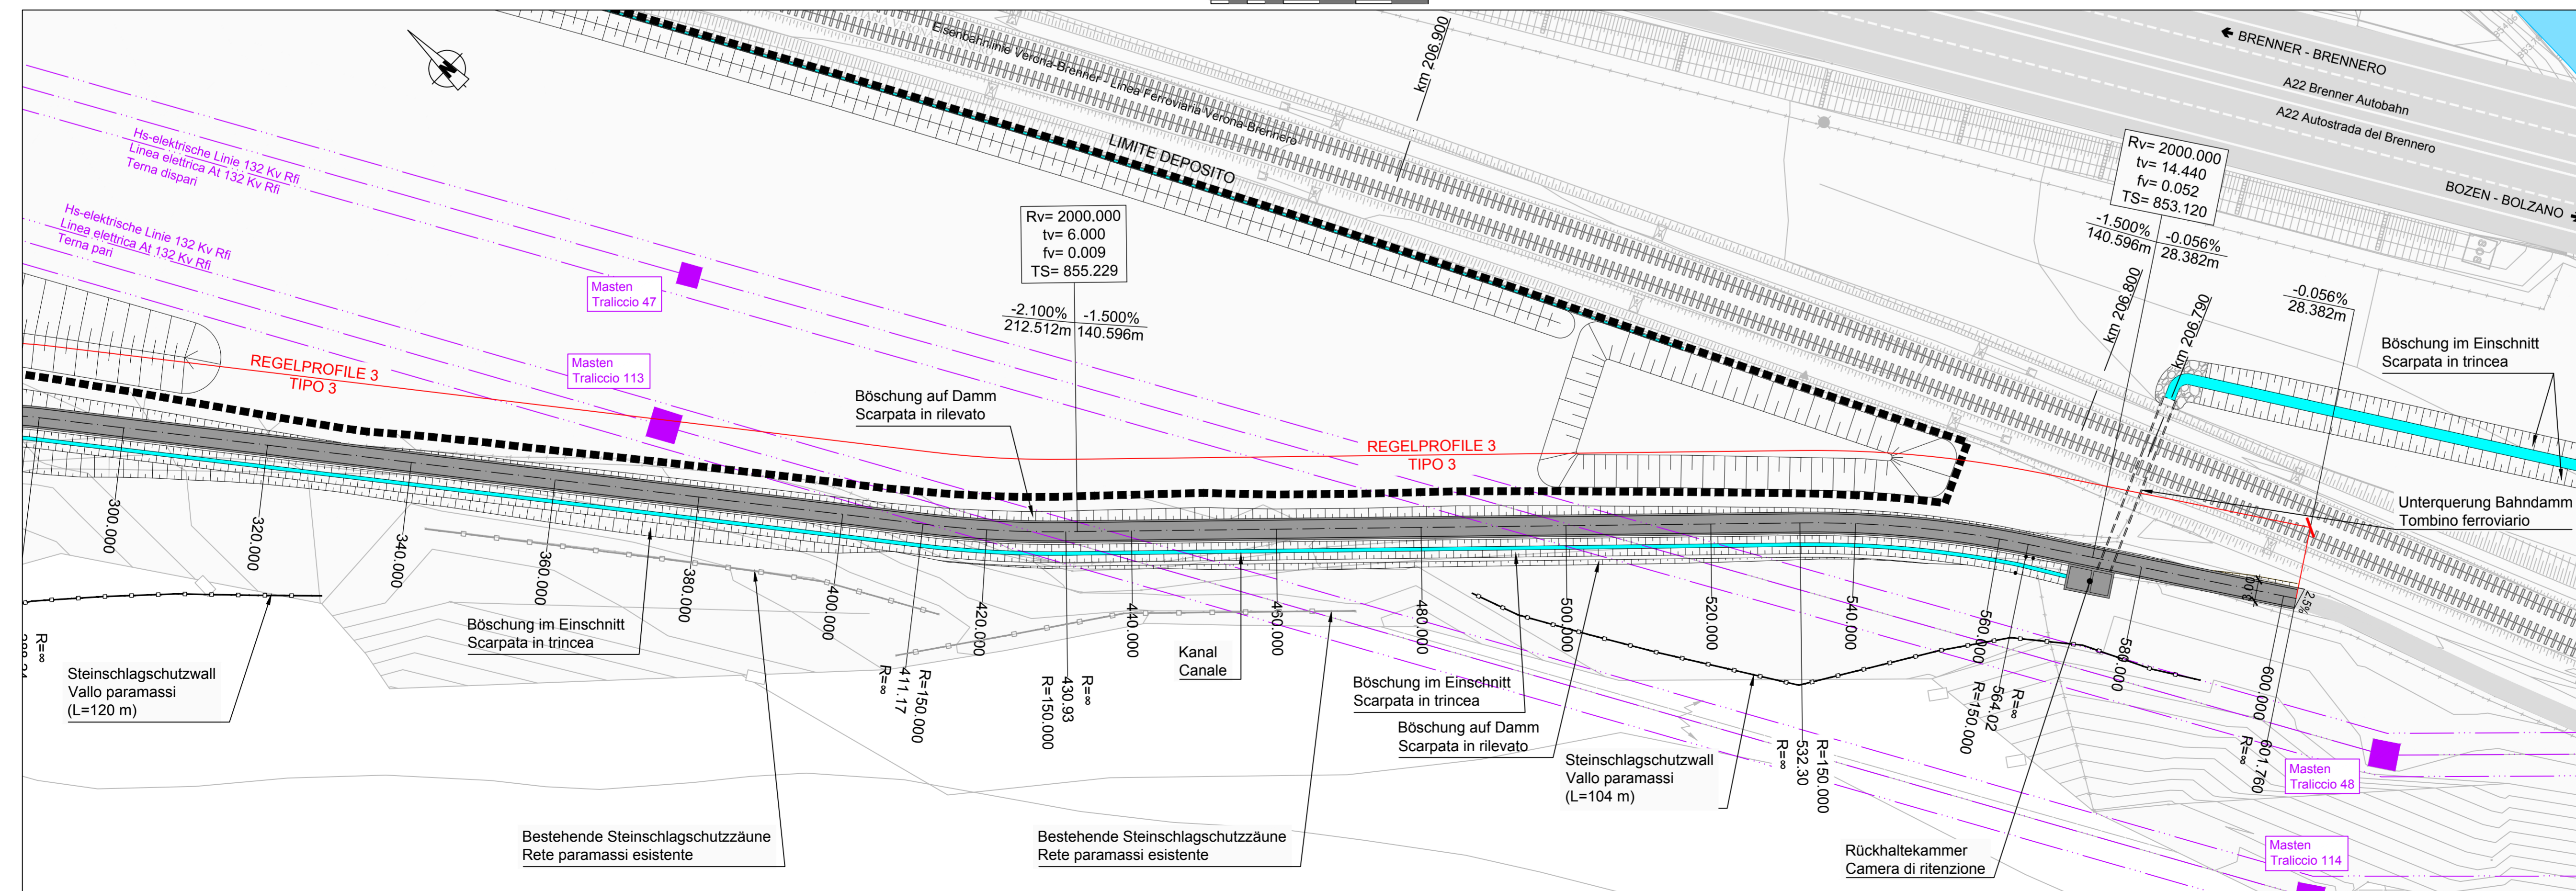 Eisenbahnlinie Verona-Brenner - Linea Ferroviaria Verona-Brennero
km 206.900
BRENNER - BRENNERO
A22 Brenner Autobahn
A22 Autostrada del Brennero
BOZEN - BOLZANO
N
Hs-elektrische Linie 132 Kv Rfi
Linea elettrica At 132 Kv Rfi
Terna dispari
Hs-elektrische Linie 132 Kv Rfi
Linea elettrica At 132 Kv Rfi
Terna pari
LIMITE DEPOSITO
Rv= 2000.000
tv= 14.440
fv= 0.052
TS= 853.120
-1.500% -0.056%
140.596m 28.382m
Rv= 2000.000
tv= 6.000
fv= 0.009
TS= 855.229
-2.100% -1.500%
212.512m 140.596m
-0.056%
28.382m
km 206.800
km 206.790
Masten
Traliccio 47
Masten
Traliccio 113
REGELPROFILE 3
TIPO 3
Böschung auf Damm
Scarpata in rilevato
REGELPROFILE 3
TIPO 3
Böschung im Einschnitt
Scarpata in trincea
Unterquerung Bahndamm
Tombino ferroviario
300.000
320.000
340.000
360.000
380.000
400.000
420.000
440.000
460.000
480.000
500.000
520.000
540.000
560.000
580.000
600.000
2.5%
R=∞
R=150.000
411.17
R=∞
R=∞
430.93
R=150.000
R=150.000
532.30
R=∞
R=∞
564.02
R=150.000
601.760
R=∞
Steinschlagschutzwall
Vallo paramassi
(L=120 m)
Böschung im Einschnitt
Scarpata in trincea
Kanal
Canale
Böschung im Einschnitt
Scarpata in trincea
Böschung auf Damm
Scarpata in rilevato
Steinschlagschutzwall
Vallo paramassi
(L=104 m)
Masten
Traliccio 48
Bestehende Steinschlagschutzzäune
Rete paramassi esistente
Bestehende Steinschlagschutzzäune
Rete paramassi esistente
Rückhaltekammer
Camera di ritenzione
Masten
Traliccio 114